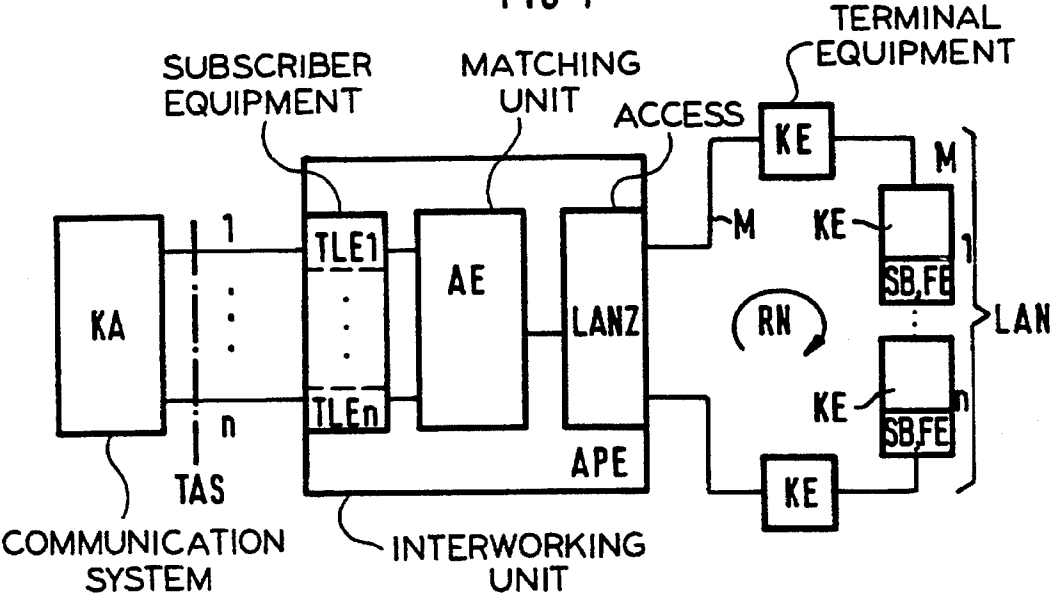 TERMINAL
EQUIPMENT
SUBSCRIBER
EQUIPMENT
MATCHING
UNIT
ACCESS
KE
M
KE
1
SB,FE
M
1
TLE1
AE
LANZ
KA
RN
LAN
KE
n
SB,FE
n
TLEn
APE
KE
TAS
COMMUNICATION
SYSTEM
INTERWORKING
UNIT